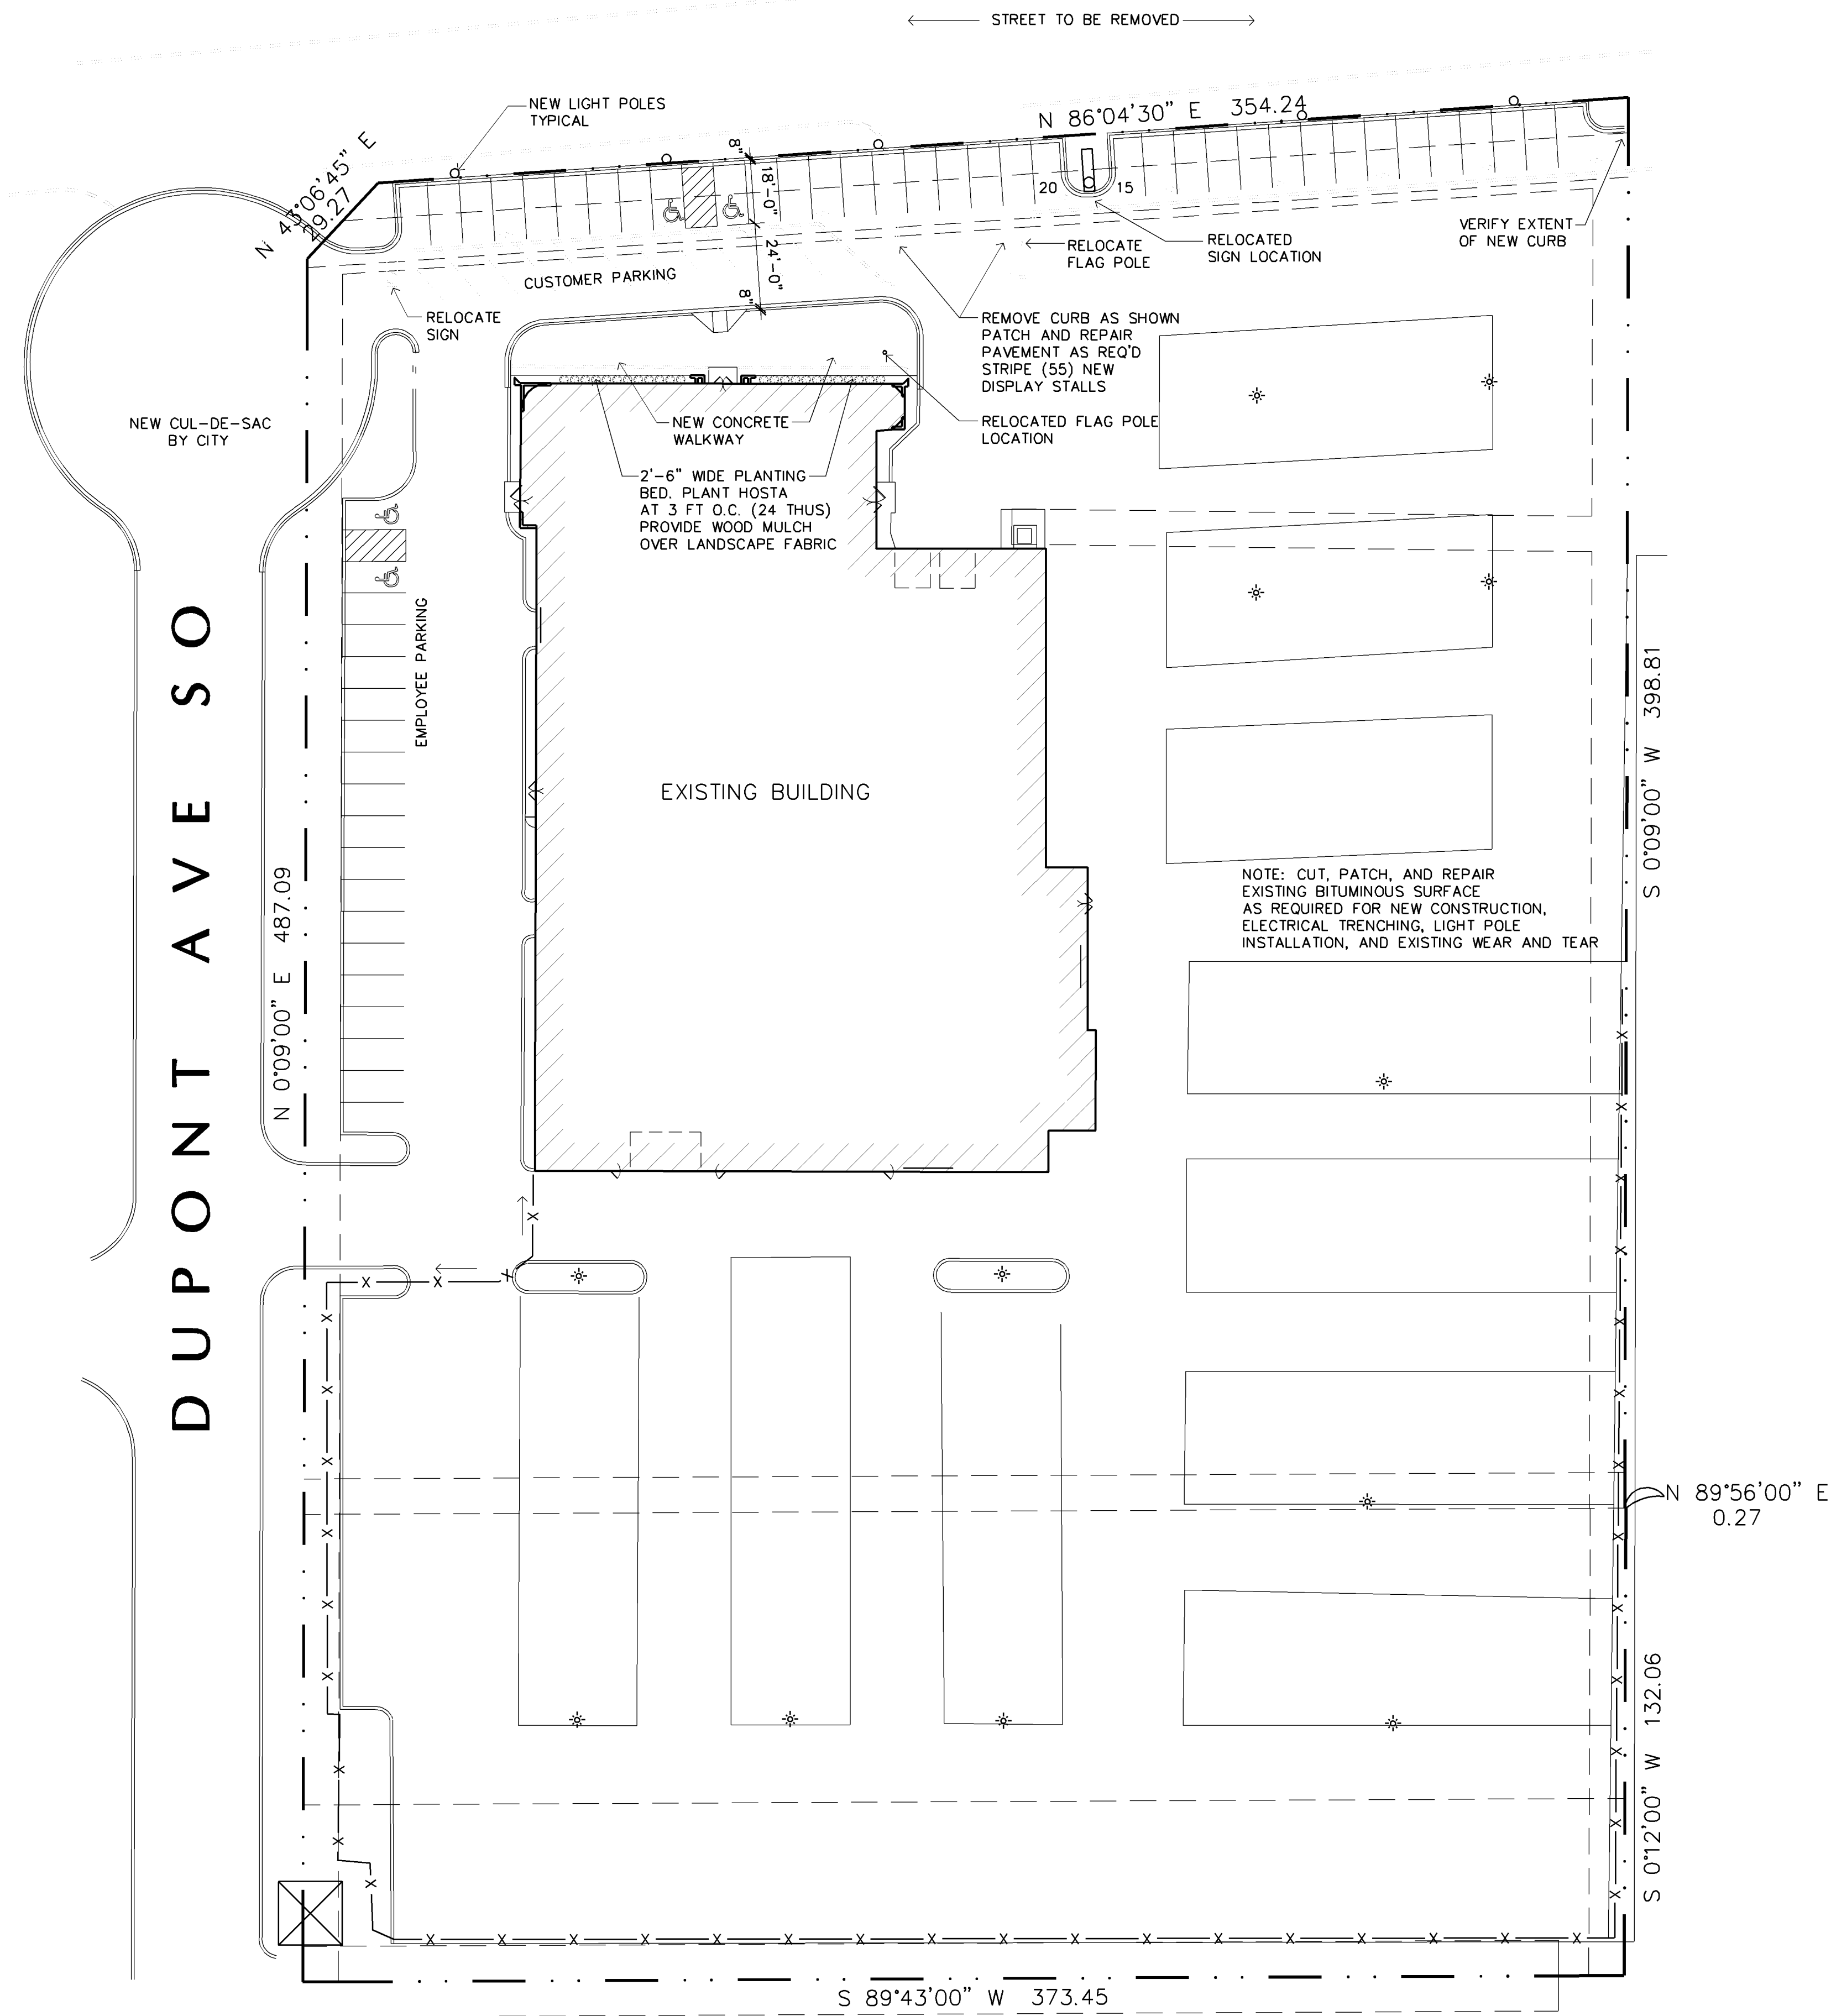 STREET TO BE REMOVED
NEW LIGHT POLES
TYPICAL
N 86°04'30" E 354.24
N 43°06'45" E
29.27
8"
18'-0"
24'-0"
8"
20
15
VERIFY EXTENT
OF NEW CURB
RELOCATE
FLAG POLE
RELOCATED
SIGN LOCATION
CUSTOMER PARKING
RELOCATE
SIGN
REMOVE CURB AS SHOWN
PATCH AND REPAIR
PAVEMENT AS REQ'D
STRIPE (55) NEW
DISPLAY STALLS
NEW CUL-DE-SAC
BY CITY
NEW CONCRETE
WALKWAY
RELOCATED FLAG POLE
LOCATION
2'-6" WIDE PLANTING
BED. PLANT HOSTA
AT 3 FT O.C. (24 THUS)
PROVIDE WOOD MULCH
OVER LANDSCAPE FABRIC
EMPLOYEE PARKING
DUPONT AVE SO
EXISTING BUILDING
S 0°09'00" W 398.81
NOTE: CUT, PATCH, AND REPAIR
EXISTING BITUMINOUS SURFACE
AS REQUIRED FOR NEW CONSTRUCTION,
ELECTRICAL TRENCHING, LIGHT POLE
INSTALLATION, AND EXISTING WEAR AND TEAR
N 0°09'00" E 487.09
N 89°56'00" E
0.27
S 0°12'00" W 132.06
S 89°43'00" W 373.45